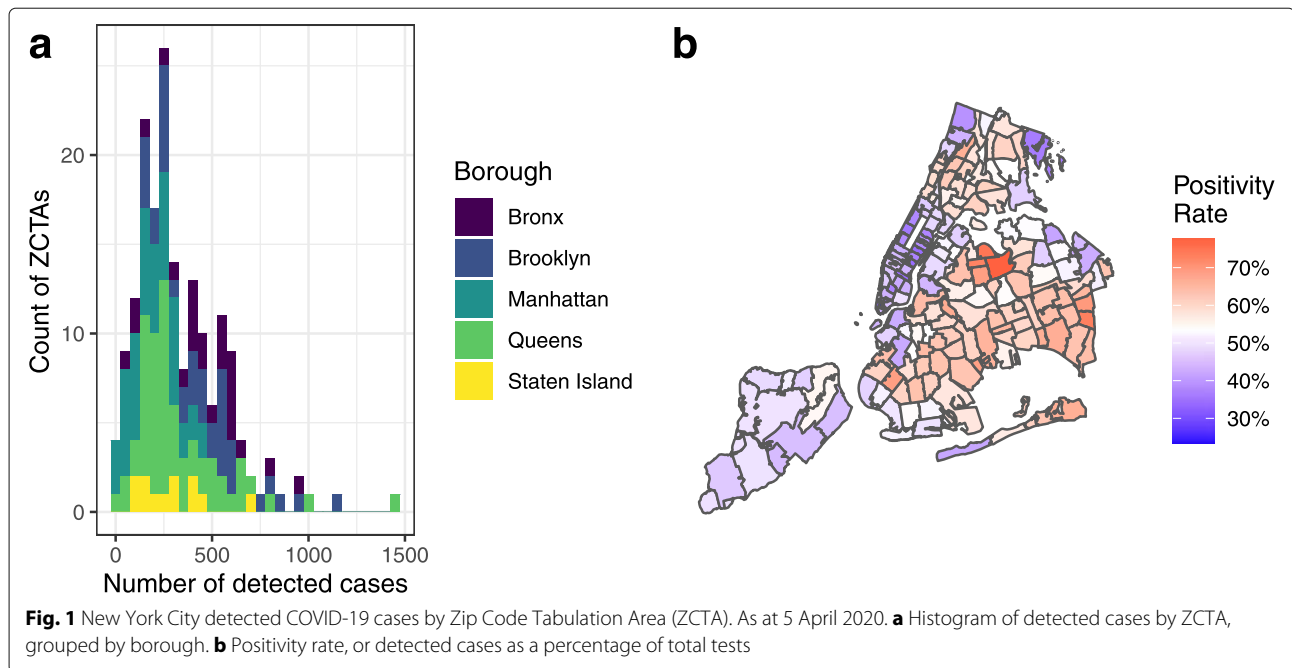 a
b
Count of ZCTAs
20
10
0
0
500
1000
1500
Number of detected cases
Borough
Bronx
Brooklyn
Manhattan
Queens
Staten Island
Positivity
Rate
70%
60%
50%
40%
30%
Fig. 1 New York City detected COVID-19 cases by Zip Code Tabulation Area (ZCTA). As at 5 April 2020. a Histogram of detected cases by ZCTA,
grouped by borough. b Positivity rate, or detected cases as a percentage of total tests